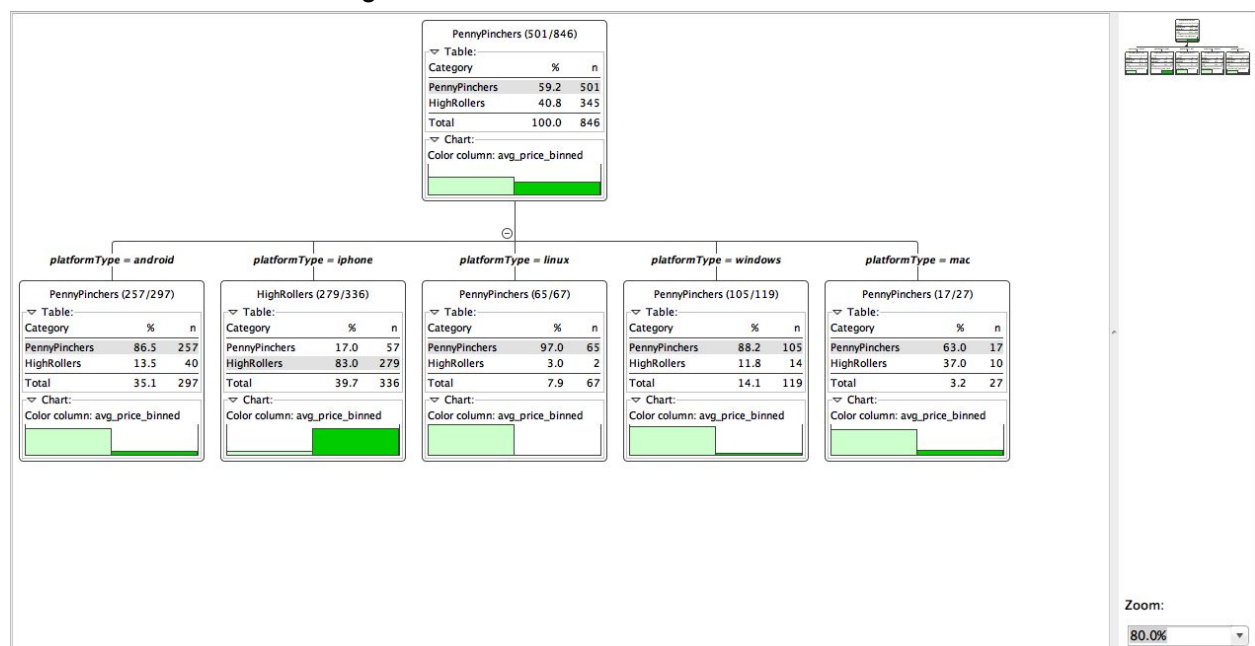 PennyPinchers (501/846)
Table:
Category % n
PennyPinchers 59.2 501
HighRollers 40.8 345
Total 100.0 846
Chart:
Color column: avg_price_binned
platformType = android
PennyPinchers (257/297)
Table:
Category % n
PennyPinchers 86.5 257
HighRollers 13.5 40
Total 35.1 297
Chart:
Color column: avg_price_binned
platformType = iphone
HighRollers (279/336)
Table:
Category % n
PennyPinchers 17.0 57
HighRollers 83.0 279
Total 39.7 336
Chart:
Color column: avg_price_binned
platformType = linux
PennyPinchers (65/67)
Table:
Category % n
PennyPinchers 97.0 65
HighRollers 3.0 2
Total 7.9 67
Chart:
Color column: avg_price_binned
platformType = windows
PennyPinchers (105/119)
Table:
Category % n
PennyPinchers 88.2 105
HighRollers 11.8 14
Total 14.1 119
Chart:
Color column: avg_price_binned
platformType = mac
PennyPinchers (17/27)
Table:
Category % n
PennyPinchers 63.0 17
HighRollers 37.0 10
Total 3.2 27
Chart:
Color column: avg_price_binned
Zoom:
80.0%